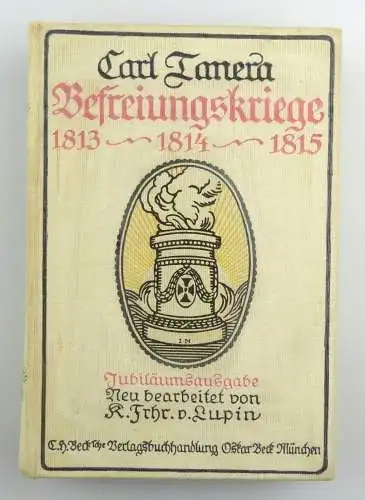 Carl Tanera
Befreiungskriege
1813 ~ 1814 ~ 1815
I·N
Jubiläumsausgabe
Neu bearbeitet von
K. Frhr. v. Lupin
C.H. Beck'sche Verlagsbuchhandlung Oskar Beck München